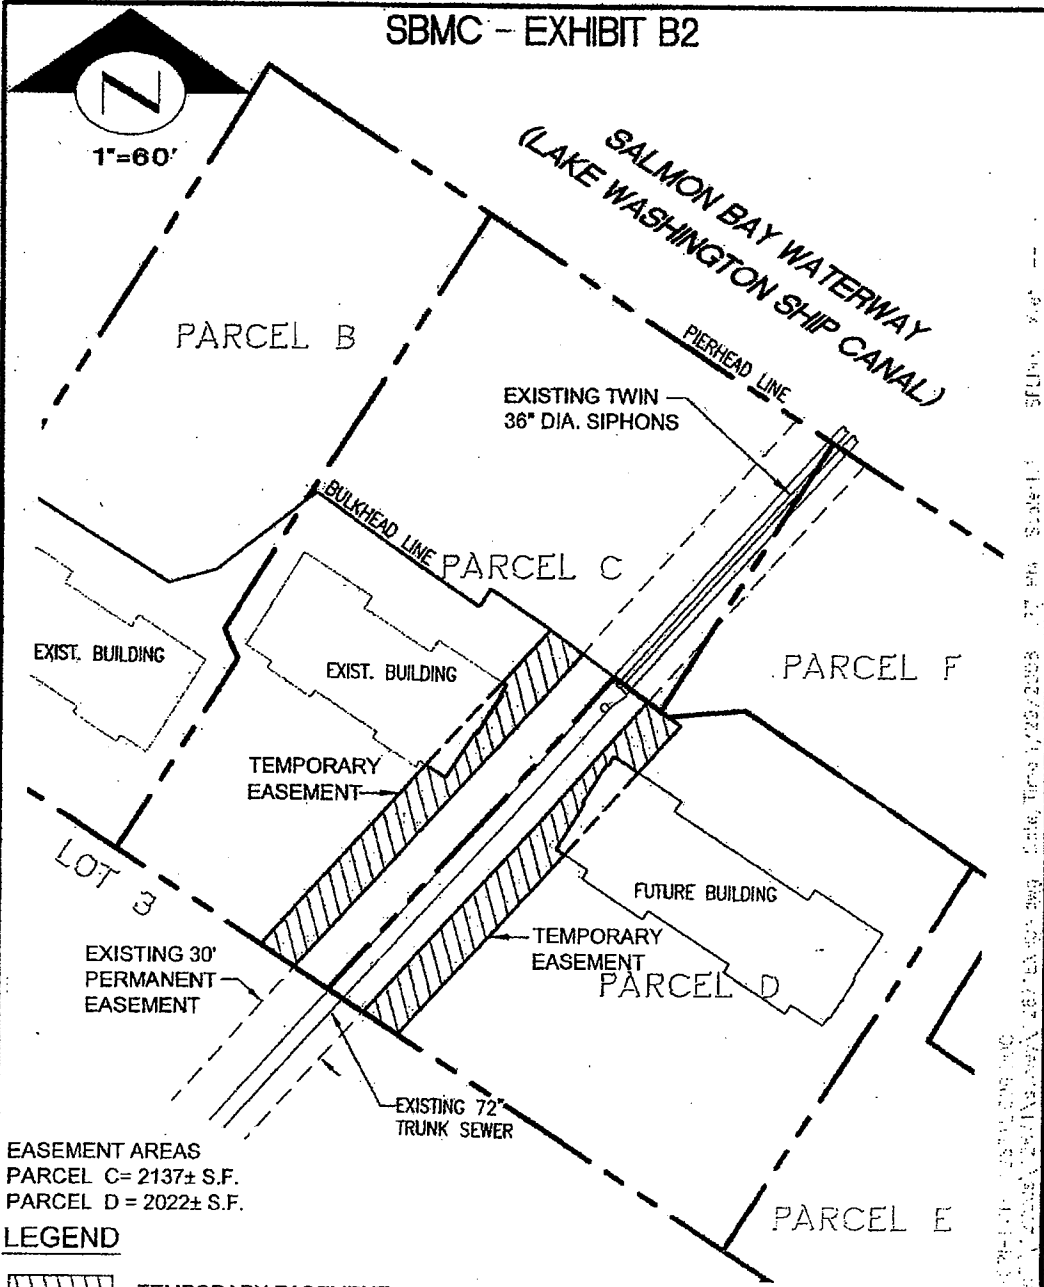 SBMC - EXHIBIT B2
N
1"=60'
SALMON BAY WATERWAY
(LAKE WASHINGTON SHIP CANAL)
PARCEL B
PIERHEAD LINE
EXISTING TWIN
36" DIA. SIPHONS
BULKHEAD LINE
PARCEL C
EXIST. BUILDING
EXIST. BUILDING
PARCEL F
TEMPORARY
EASEMENT
LOT 3
FUTURE BUILDING
TEMPORARY
EASEMENT
PARCEL D
EXISTING 30'
PERMANENT
EASEMENT
EXISTING 72"
TRUNK SEWER
EASEMENT AREAS
PARCEL C= 2137± S.F.
PARCEL D = 2022± S.F.
PARCEL E
LEGEND
TEMPORARY EASEMENT